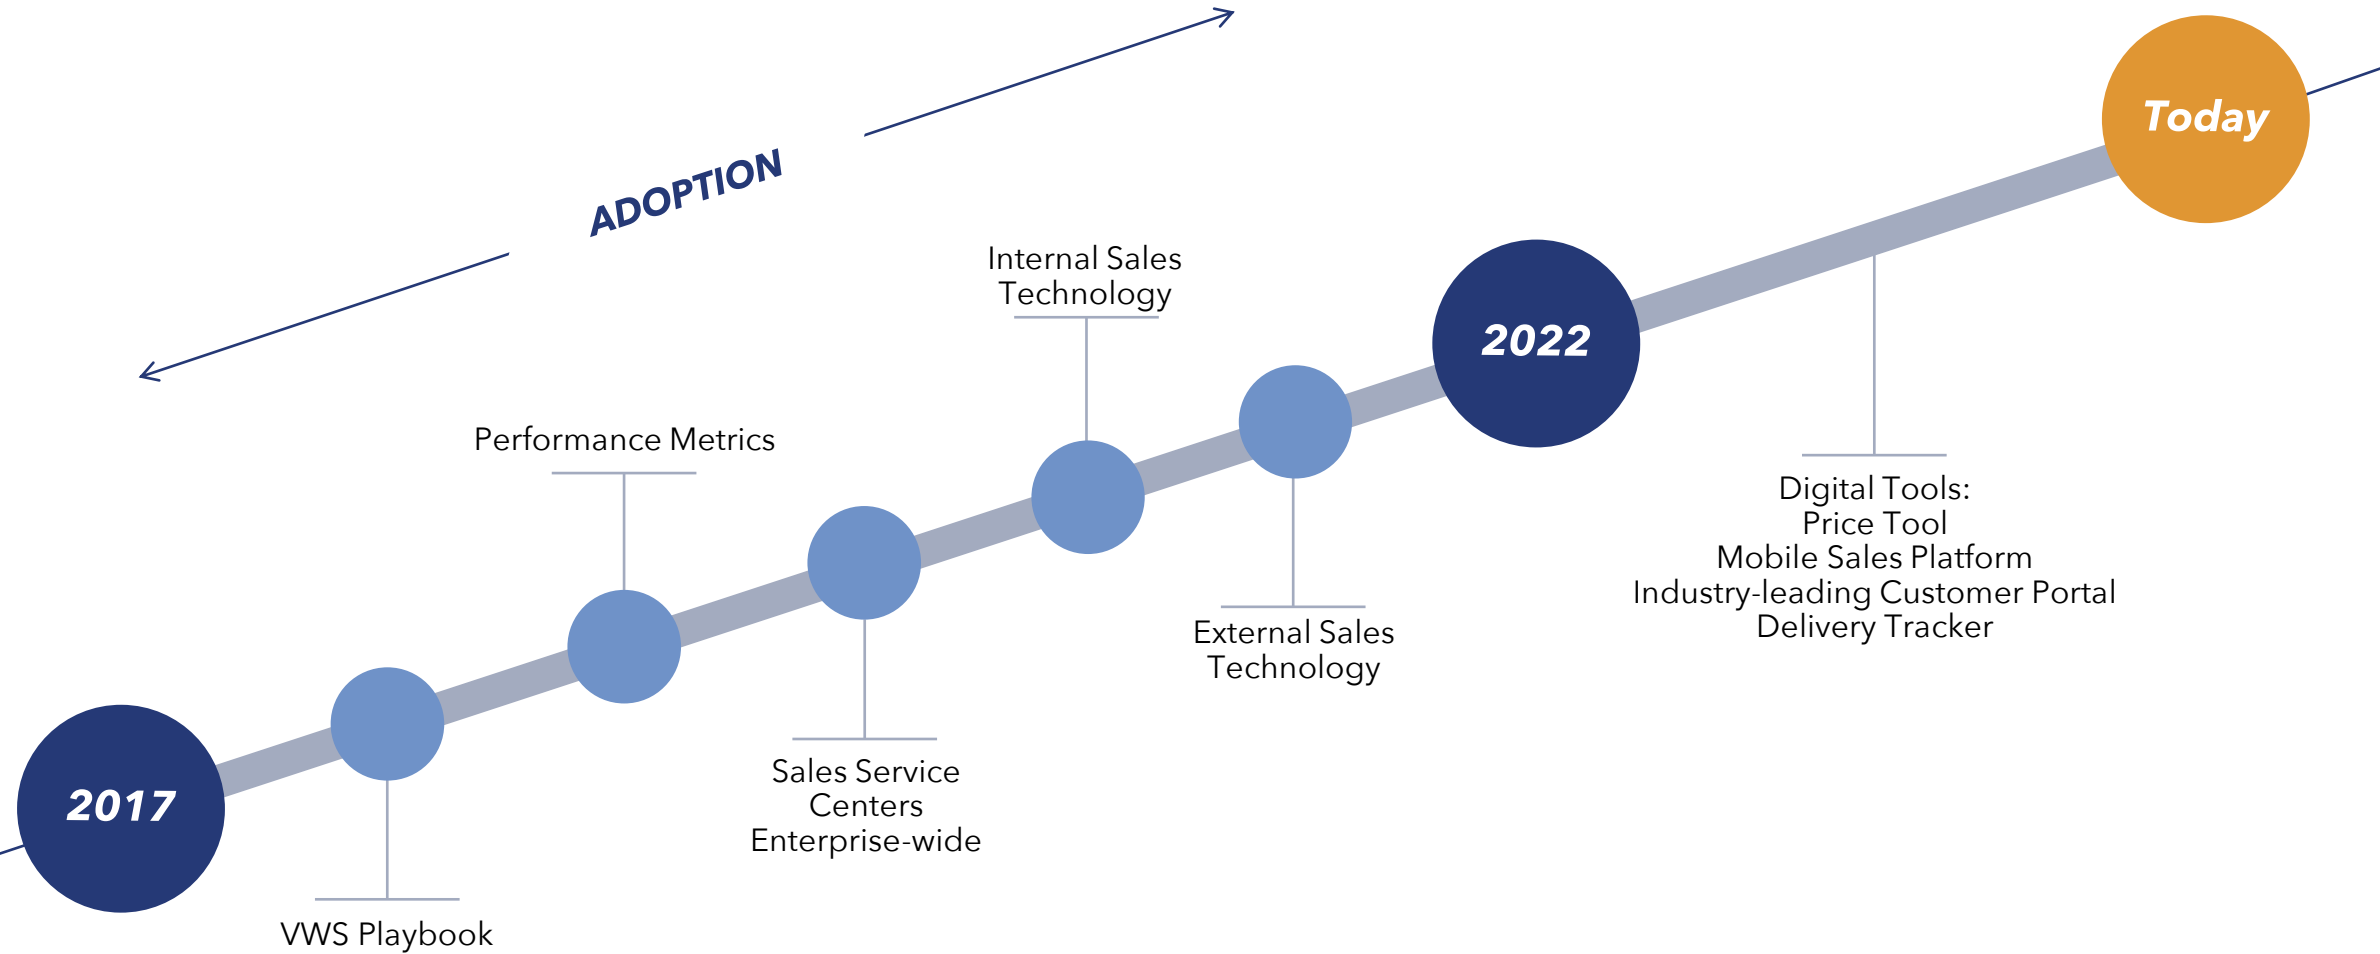 ADOPTION
Today
2022
2017
Internal Sales
Technology
Performance Metrics
VWS Playbook
Sales Service
Centers
Enterprise-wide
External Sales
Technology
Digital Tools:
Price Tool
Mobile Sales Platform
Industry-leading Customer Portal
Delivery Tracker